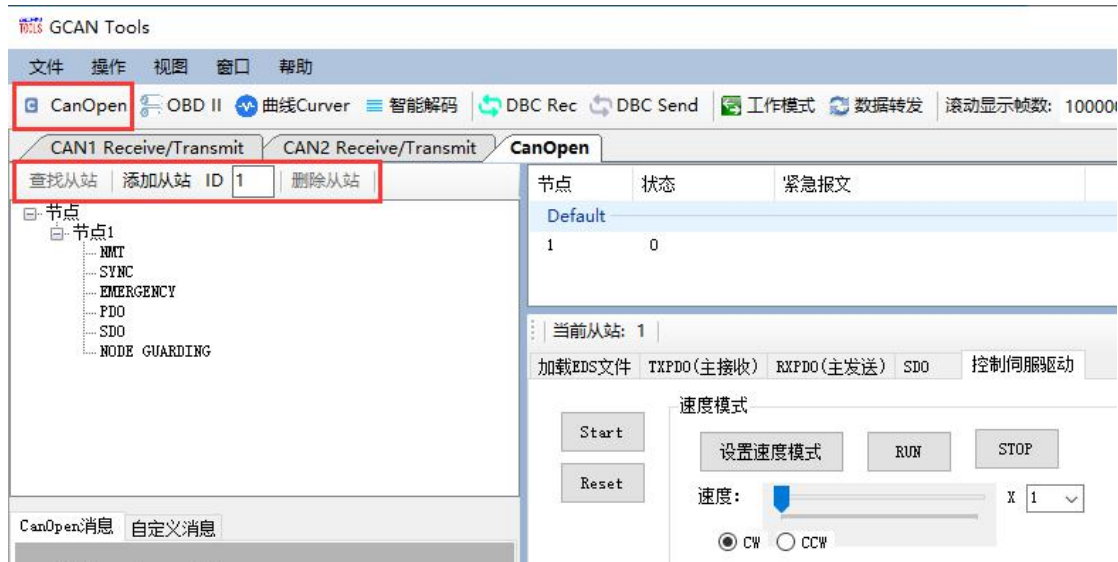 TOOLS GCAN Tools
文件 操作 视图 窗口 帮助
CanOpen OBD II 曲线Curver 智能解码 DBC Rec DBC Send 工作模式 数据转发 滚动显示帧数: 10000
CAN1 Receive/Transmit CAN2 Receive/Transmit CanOpen
查找从站 添加从站 ID 1 删除从站
节点 状态 紧急报文
Default
1 0
节点
节点1
NMT
SYNC
EMERGENCY
PDO
SDO
NODE GUARDING
当前从站: 1
加载EDS文件 TXPDO(主接收) RXPDO(主发送) SDO 控制伺服驱动
速度模式
Start 设置速度模式 RUN STOP
Reset 速度: X 1
CW CCW
CanOpen消息 自定义消息